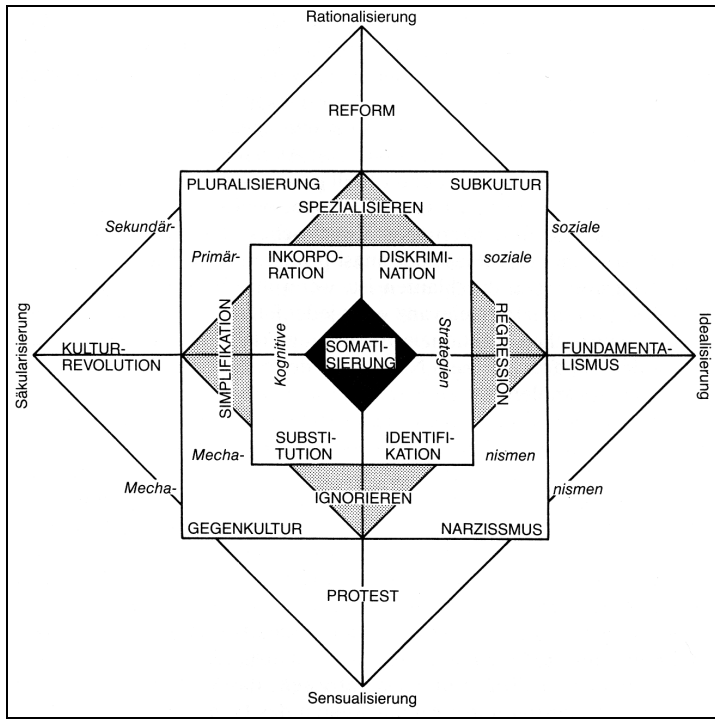 Rationalisierung
REFORM
PLURALISIERUNG
SUBKULTUR
SPEZIALISIEREN
Sekundär-
soziale
Primär-
INKORPO-
RATION
DISKRIMI-
NATION
soziale
Säkularisierung
KULTUR-
REVOLUTION
SIMPLIFIKATION
Kognitive
SOMATI-
SIERUNG
Strategien
REGRESSION
FUNDAMENTA-
LISMUS
Idealisierung
Mecha-
SUBSTI-
TUTION
IDENTIFI-
KATION
nismen
Mecha-
nismen
IGNORIEREN
GEGENKULTUR
NARZISSMUS
PROTEST
Sensualisierung